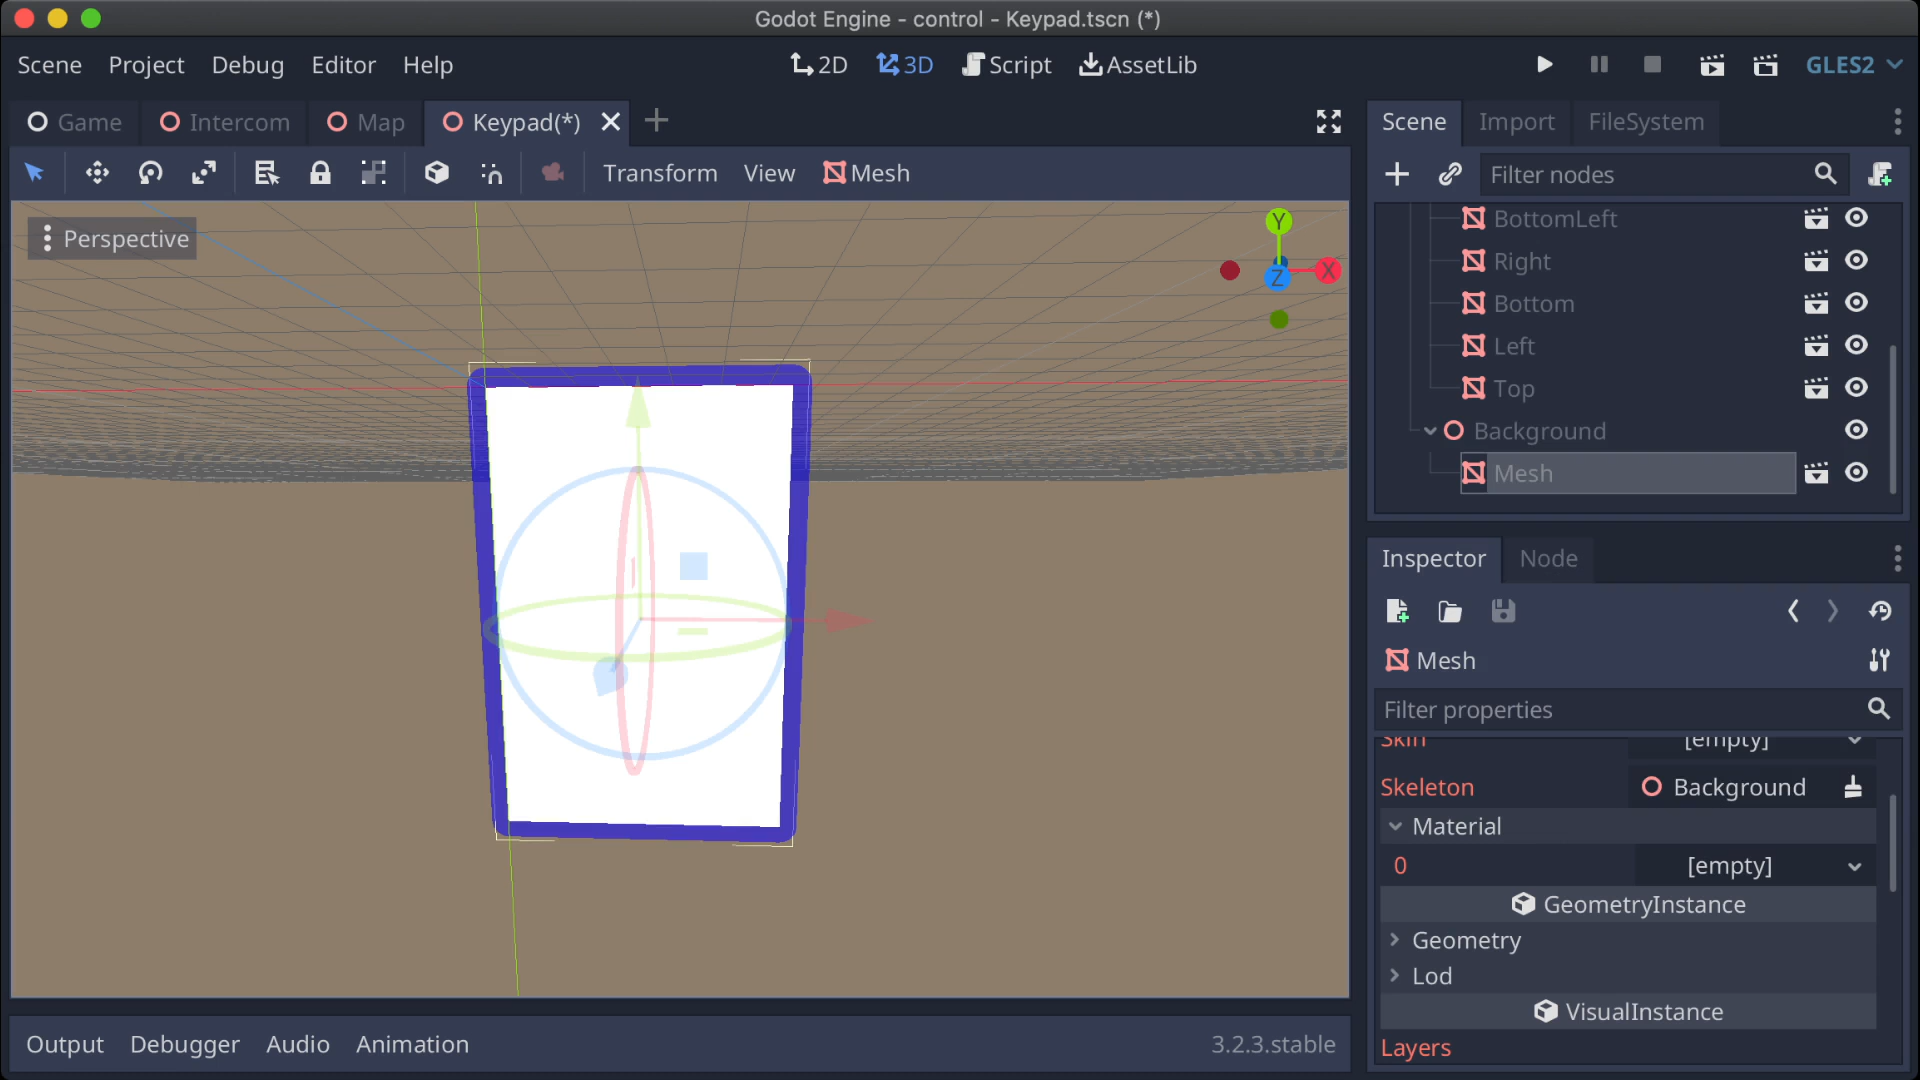 Godot Engine - control - Keypad.tscn (*)
Scene Project Debug Editor Help
2D 3D Script AssetLib
GLES2
Game Intercom Map Keypad(*)
Transform View Mesh
Perspective
Y
X
Z
Scene Import FileSystem
Filter nodes
BottomLeft
Right
Bottom
Left
Top
Background
Mesh
Inspector Node
Mesh
Filter properties
Skin [empty]
Skeleton Background
Material
0 [empty]
GeometryInstance
Geometry
Lod
VisualInstance
Layers
Output Debugger Audio Animation 3.2.3.stable